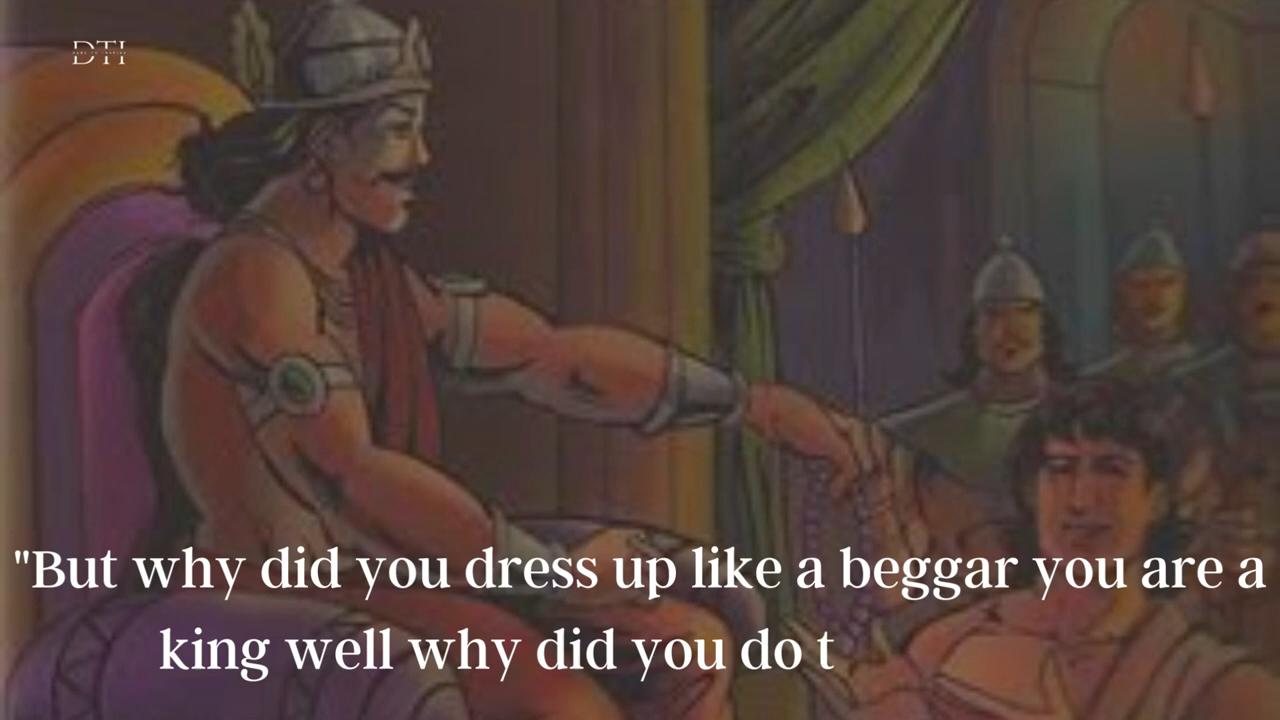 DTI
"But why did you dress up like a beggar you are a
king well why did you do t